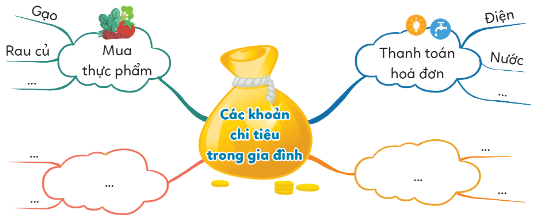 Gạo
Rau củ
...
Mua
thực phẩm
Điện
Nước
...
Thanh toán
hoá đơn
Các khoản
chi tiêu
trong gia đình
...
...
...
...
...
...